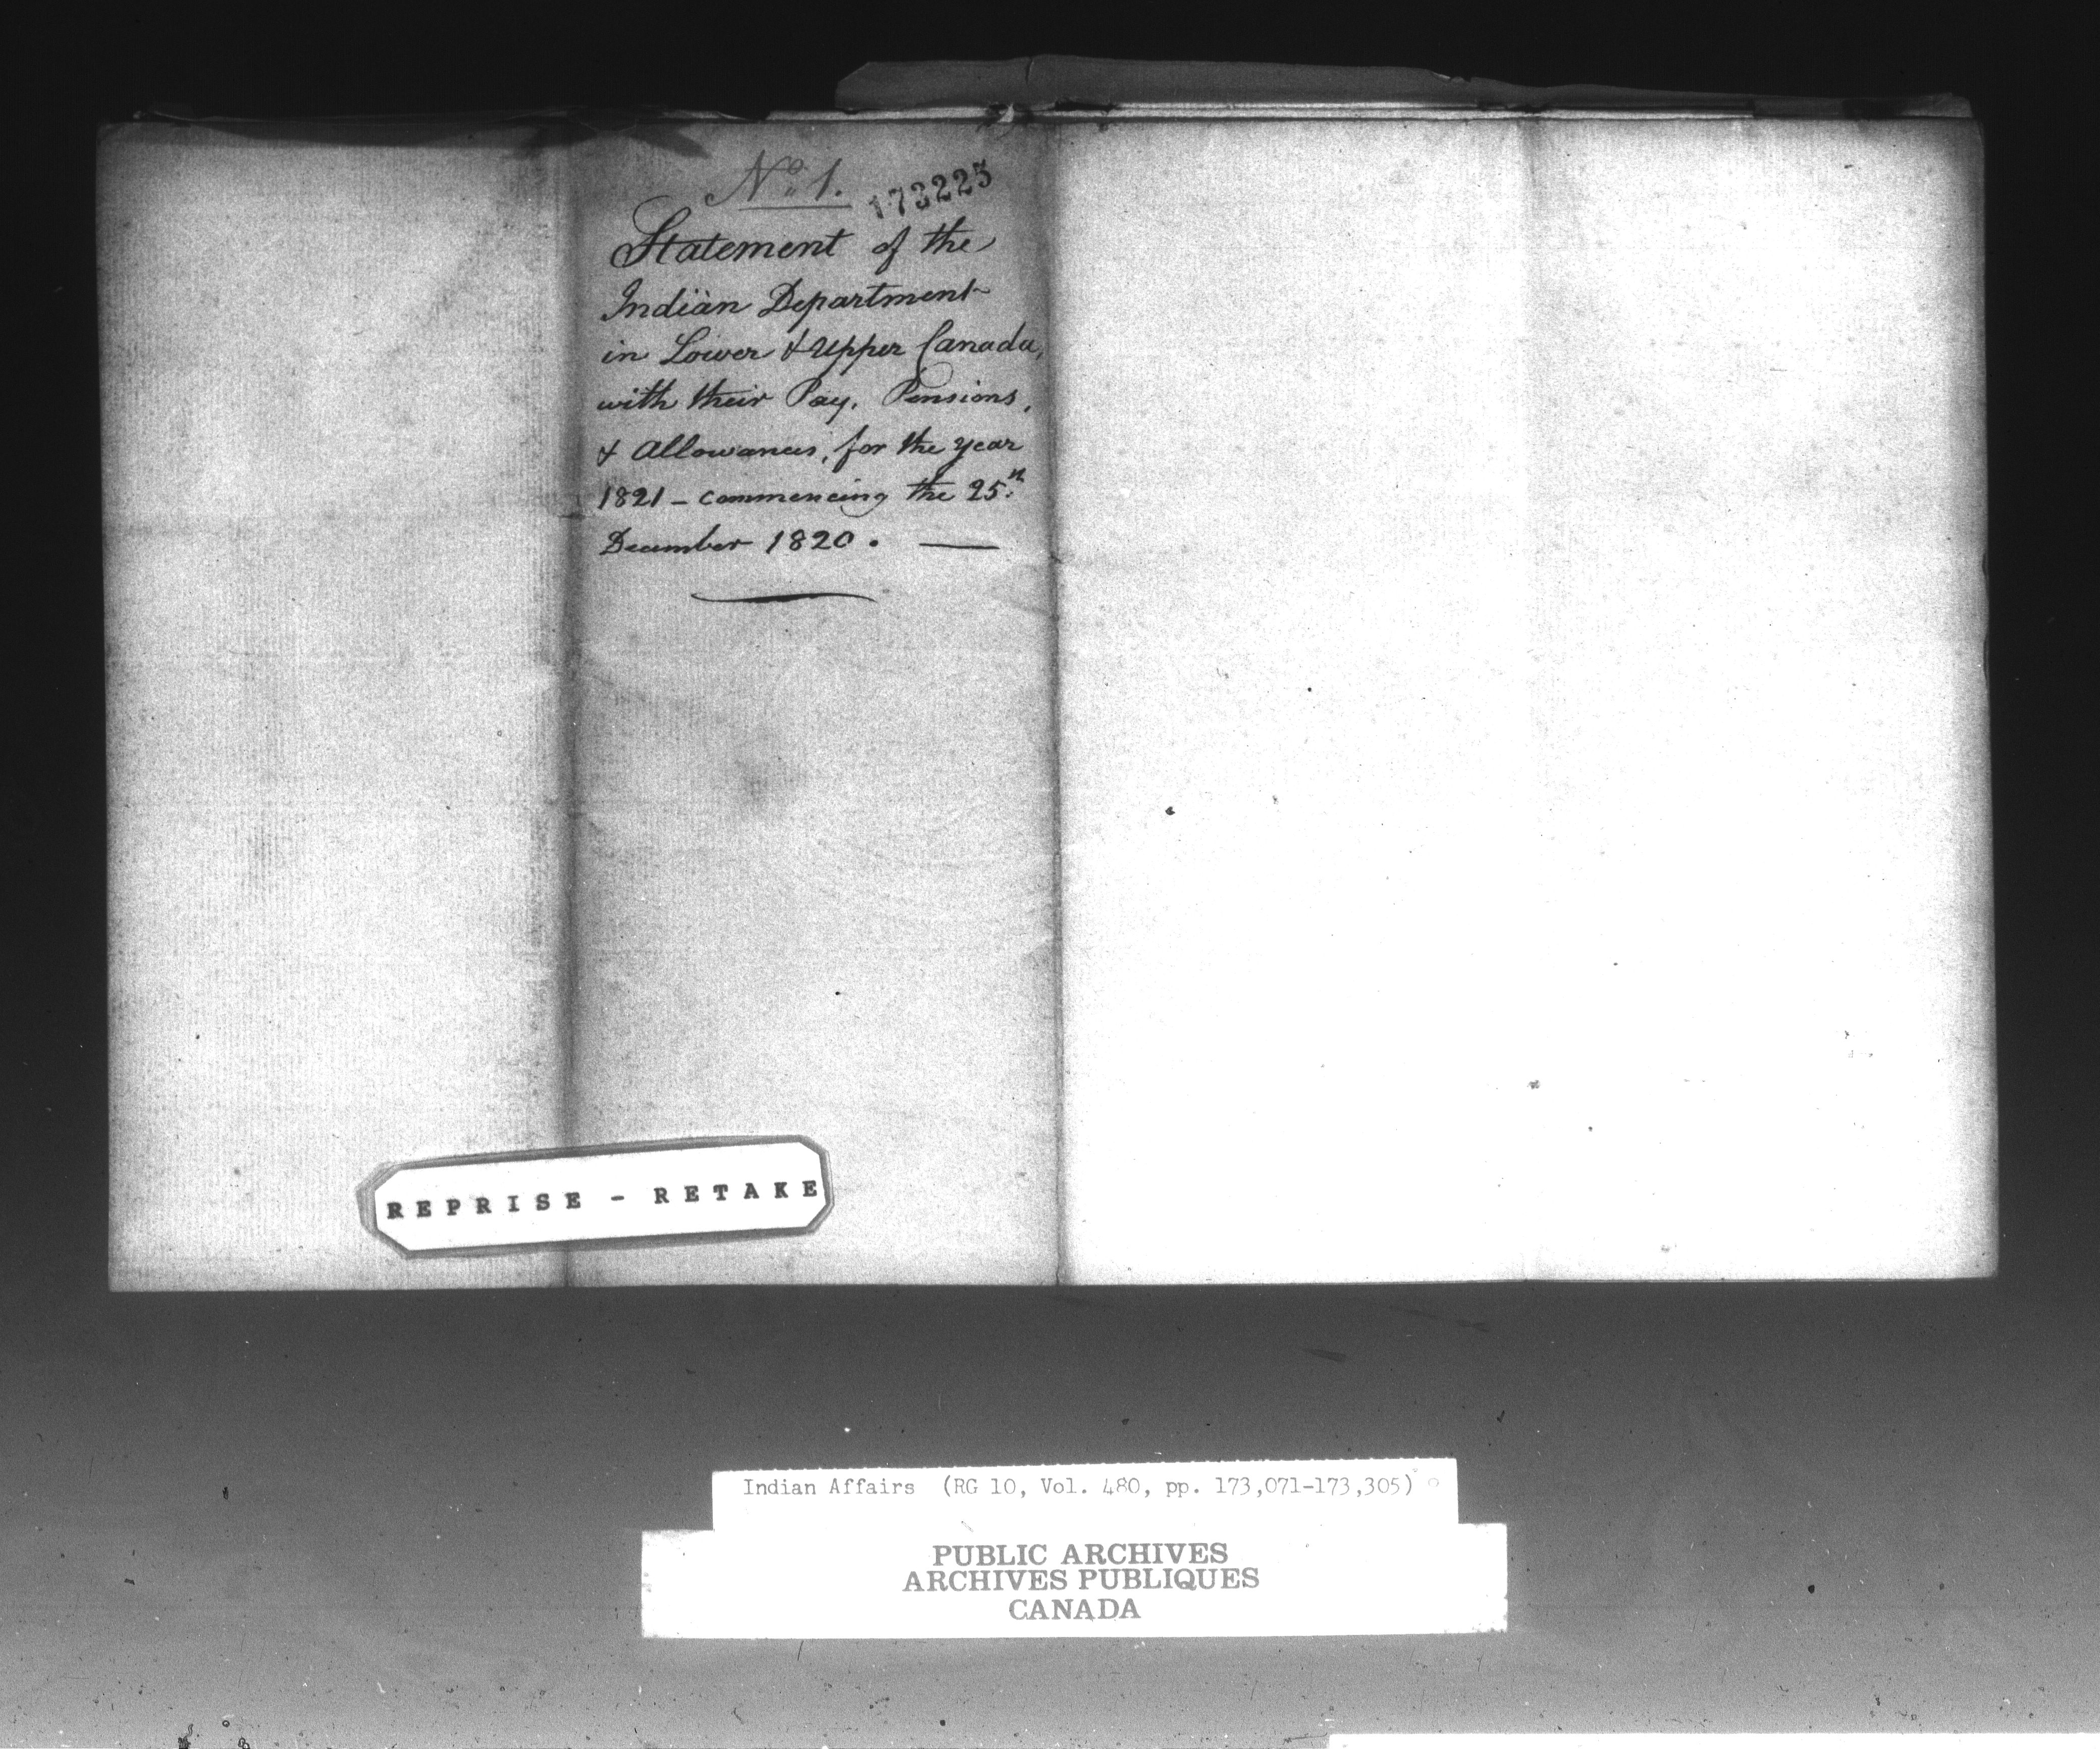 No. 1.
173225
Statement of the
Indian Department
in Lower & Upper Canada,
with their Pay, Pensions,
& Allowances, for the year
1821 - commencing the 25th
December 1820. —
REPRISE - RETAKE
Indian Affairs (RG 10, Vol. 480, pp. 173,071-173,305)
PUBLIC ARCHIVES
ARCHIVES PUBLIQUES
CANADA